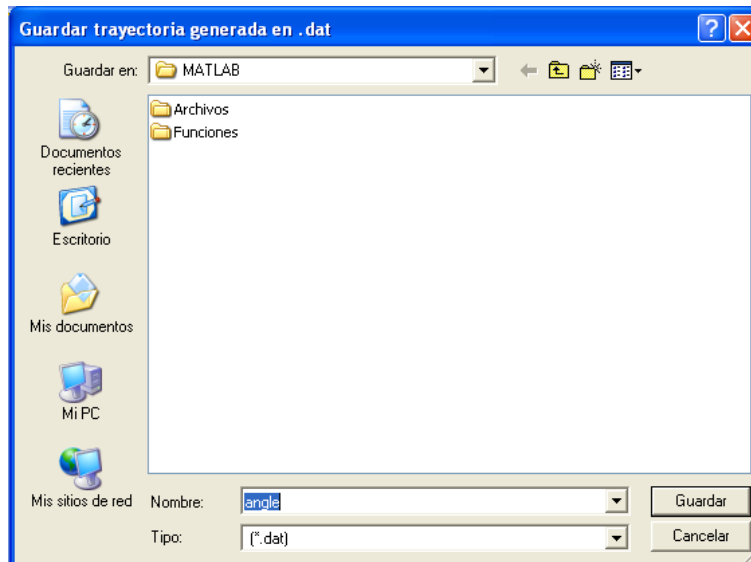 Guardar trayectoria generada en .dat
Guardar en: MATLAB
Archivos
Funciones
Documentos
recientes
Escritorio
Mis documentos
Mi PC
Mis sitios de red
Nombre: angle Guardar
Tipo: (*.dat) Cancelar